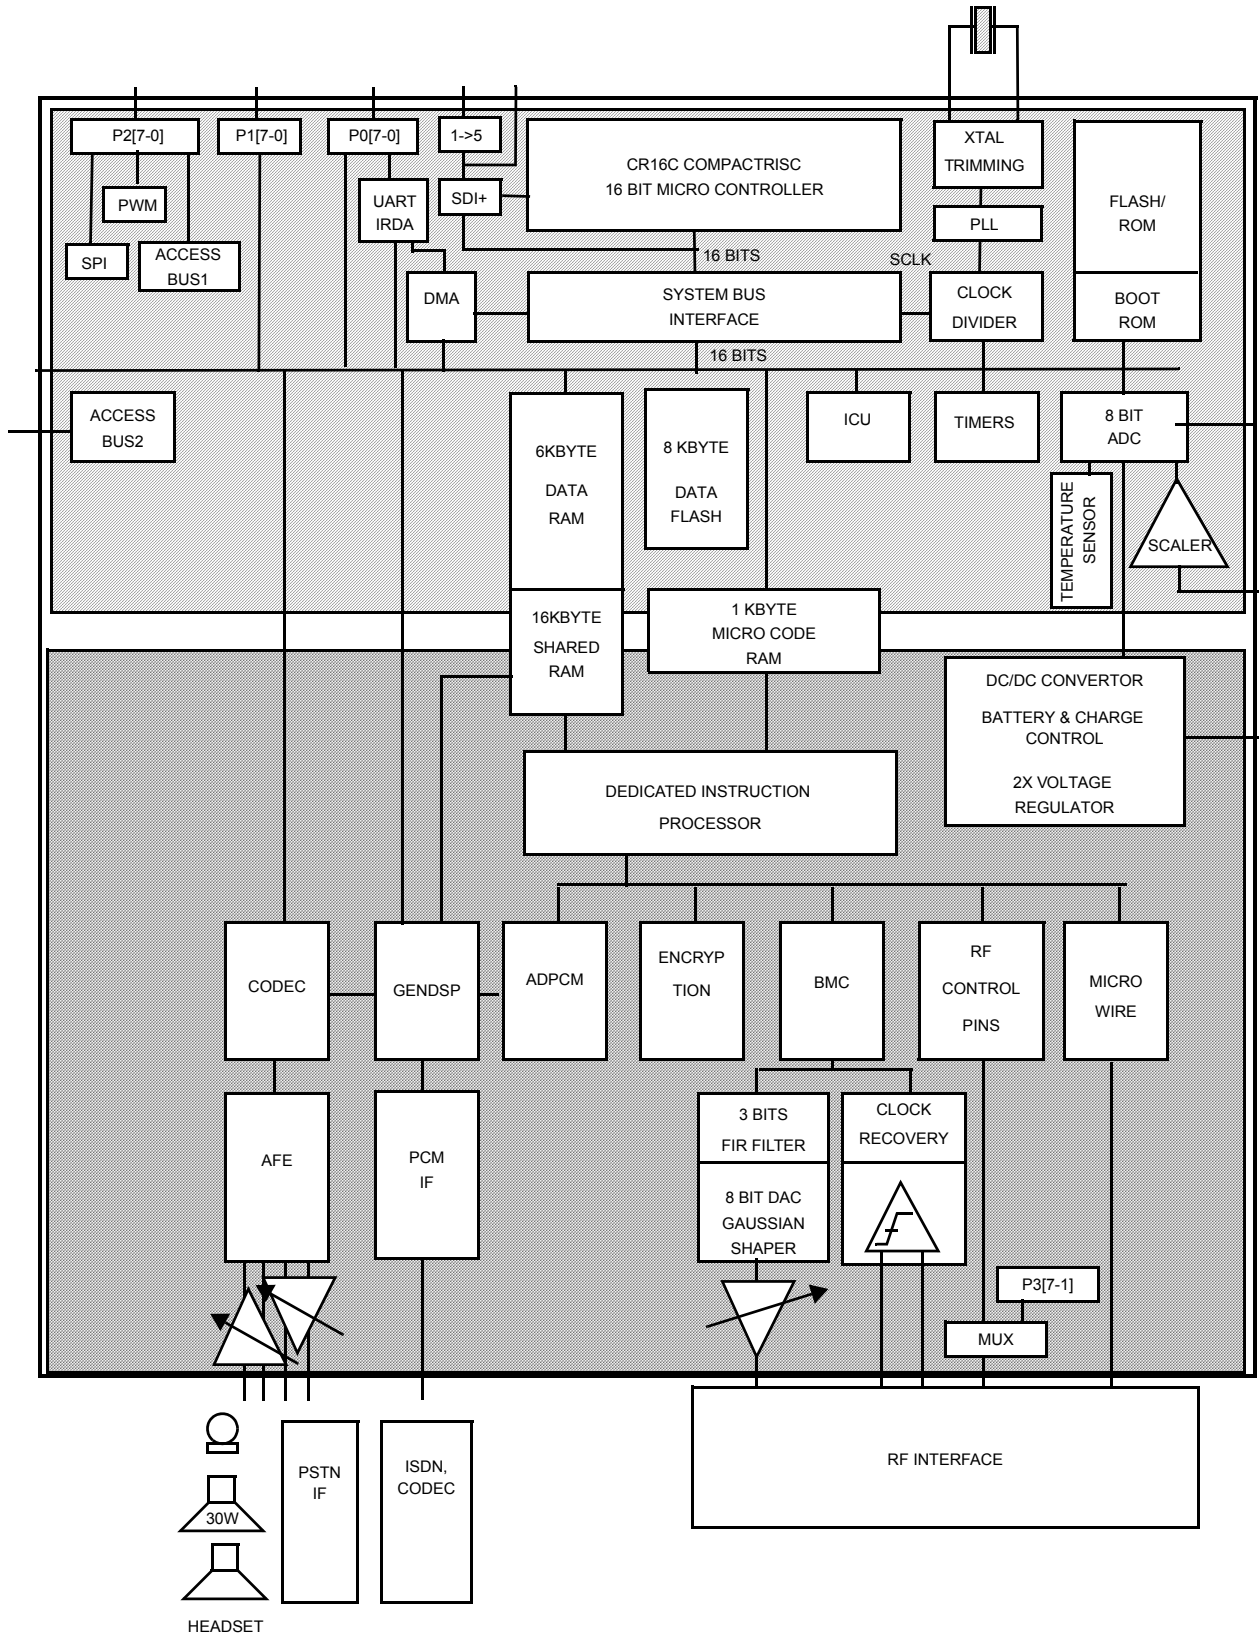 P2[7-0]
P1[7-0]
P0[7-0]
1->5
CR16C COMPACTRISC
16 BIT MICRO CONTROLLER
XTAL
TRIMMING
FLASH/
ROM
PWM
UART
IRDA
SDI+
PLL
SPI
ACCESS
BUS1
16 BITS
SCLK
DMA
SYSTEM BUS
INTERFACE
CLOCK
DIVIDER
BOOT
ROM
16 BITS
ACCESS
BUS2
6KBYTE
DATA
RAM
8 KBYTE
DATA
FLASH
ICU
TIMERS
8 BIT
ADC
TEMPERATURE
SENSOR
SCALER
16KBYTE
SHARED
RAM
1 KBYTE
MICRO CODE
RAM
DC/DC CONVERTOR
BATTERY & CHARGE
CONTROL
2X VOLTAGE
REGULATOR
DEDICATED INSTRUCTION
PROCESSOR
CODEC
GENDSP
ADPCM
ENCRYP
TION
BMC
RF
CONTROL
PINS
MICRO
WIRE
AFE
PCM
IF
3 BITS
FIR FILTER
CLOCK
RECOVERY
8 BIT DAC
GAUSSIAN
SHAPER
P3[7-1]
MUX
PSTN
IF
ISDN,
CODEC
RF INTERFACE
30W
HEADSET